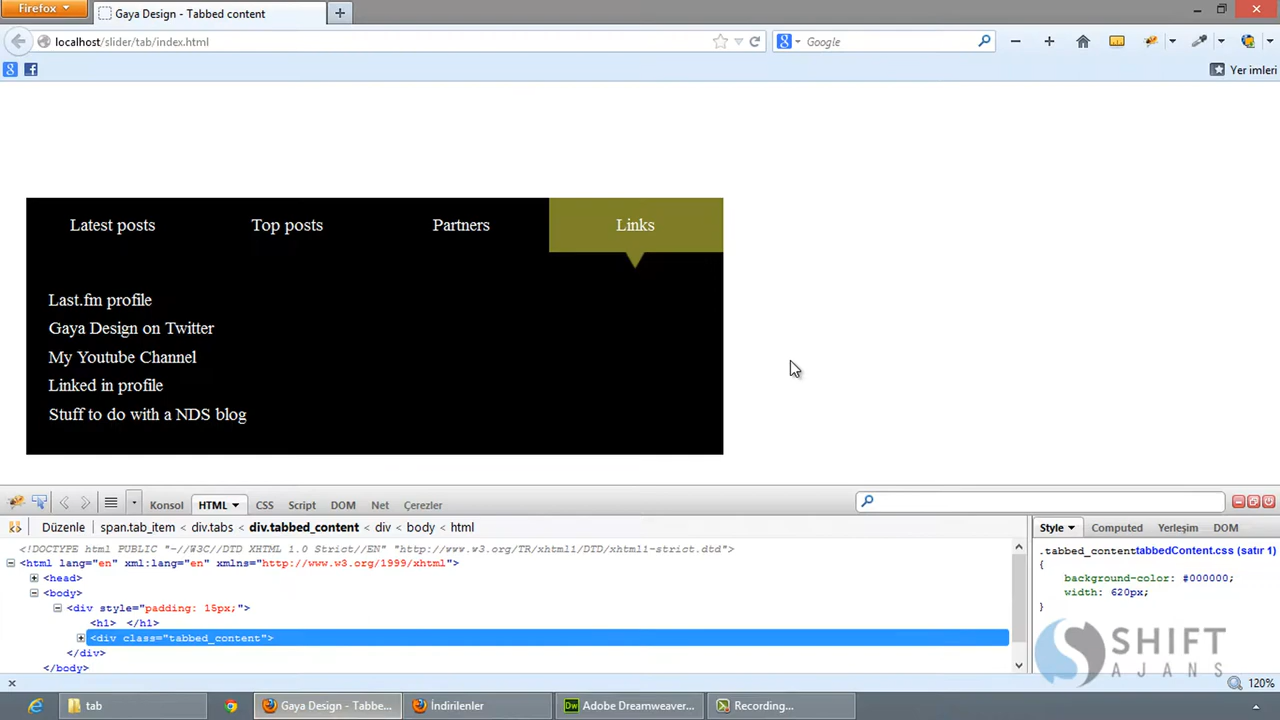 Firefox
Gaya Design - Tabbed content
localhost/slider/tab/index.html
Google
Yer imleri
Latest posts
Top posts
Partners
Links
Last.fm profile
Gaya Design on Twitter
My Youtube Channel
Linked in profile
Stuff to do with a NDS blog
Konsol
HTML
CSS
Script
DOM
Net
Çerezler
Düzenle
span.tab_item < div.tabs < div.tabbed_content < div < body < html
Style
Computed
Yerleşim
DOM
<!DOCTYPE html PUBLIC "-//W3C//DTD XHTML 1.0 Strict//EN" "http://www.w3.org/TR/xhtml1/DTD/xhtml1-strict.dtd">
<html lang="en" xml:lang="en" xmlns="http://www.w3.org/1999/xhtml">
<head>
<body>
<div style="padding: 15px;">
<h1> </h1>
<div class="tabbed_content">
</div>
</body>
.tabbed_content tabbedContent.css (satır 1)
{
background-color: #000000;
width: 620px;
}
SHIFT
AJANS
120%
tab
Gaya Design - Tabbe...
İndirilenler
Adobe Dreamweaver...
Recording...